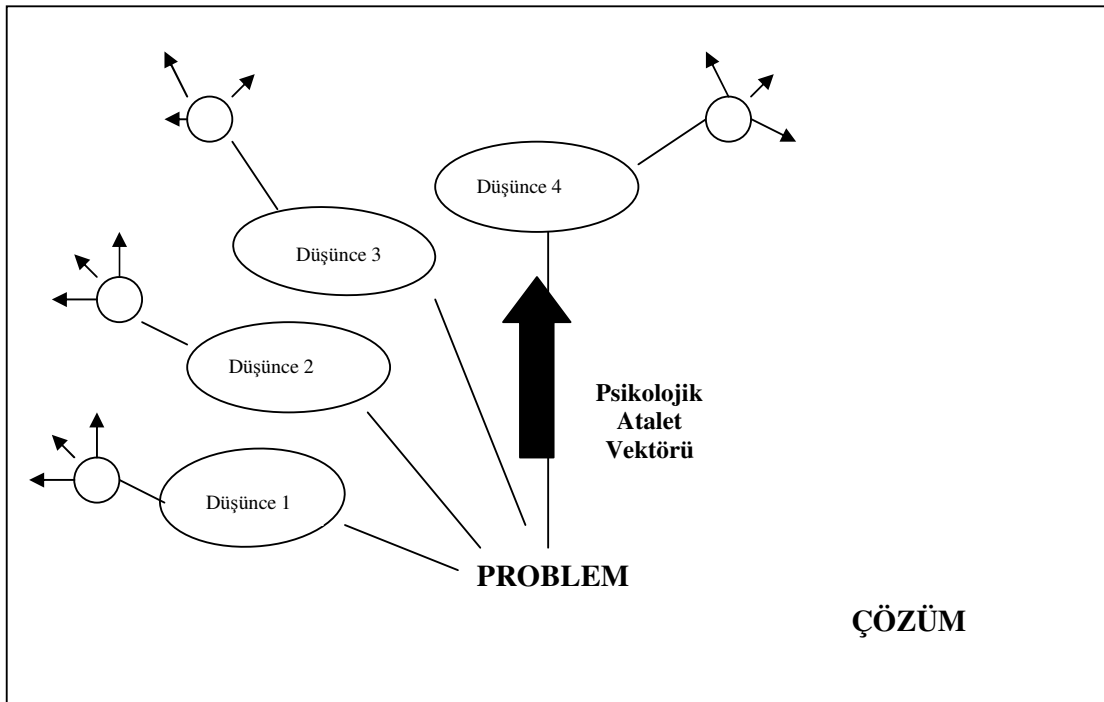 Düşünce 4
Düşünce 3
Düşünce 2
Psikolojik
Atalet
Vektörü
Düşünce 1
PROBLEM
ÇÖZÜM